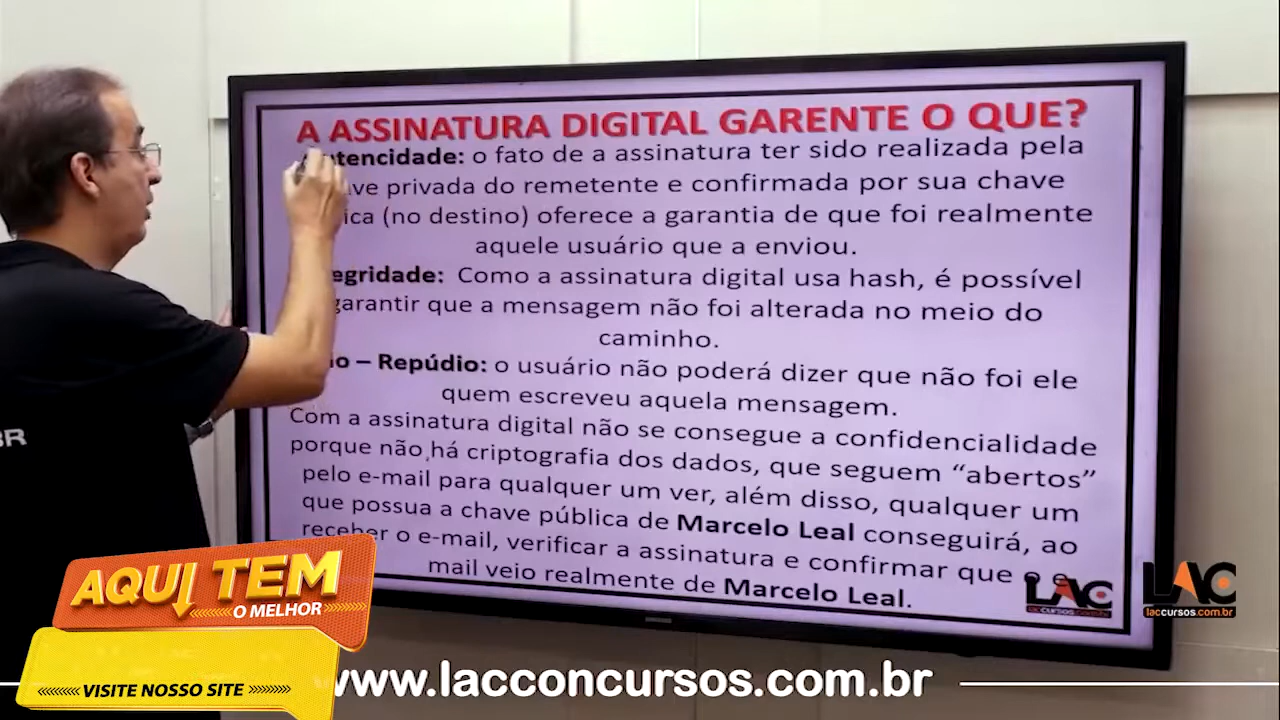 A ASSINATURA DIGITAL GARENTE O QUE?
o fato de a assinatura ter sido realizada pela
privada do remetente e confirmada por sua chave
(no destino) oferece a garantia de que foi realmente
aquele usuário que a enviou.
Como a assinatura digital usa hash, é possível
garantir que a mensagem não foi alterada no meio do
caminho.
– Repúdio: o usuário não poderá dizer que não foi ele
quem escreveu aquela mensagem.
Com a assinatura digital não se consegue a confidencialidade
porque não há criptografia dos dados, que seguem “abertos”
pelo e-mail para qualquer um ver, além disso, qualquer um
que possua a chave pública de Marcelo Leal conseguirá, ao
receber o e-mail, verificar a assinatura e confirmar que o e-
mail veio realmente de Marcelo Leal.
LAC
laccursos.com.br
LAC
laccursos.com.br
BR
AQUI TEM
O MELHOR
VISITE NOSSO SITE
www.lacconcursos.com.br